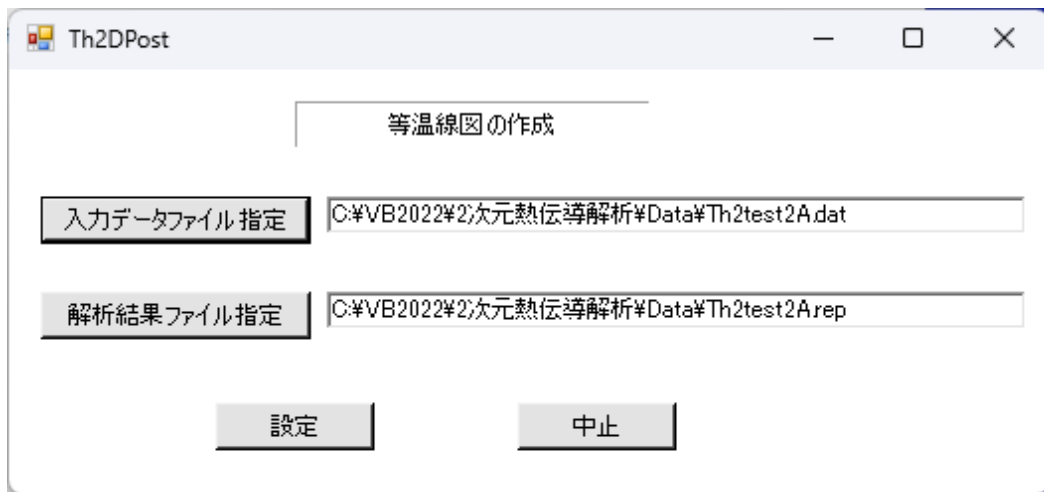 Th2DPost
等温線図の作成
入力データファイル指定 C:¥VB2022¥2次元熱伝導解析¥Data¥Th2test2A.dat
解析結果ファイル指定 C:¥VB2022¥2次元熱伝導解析¥Data¥Th2test2A.rep
設定 中止